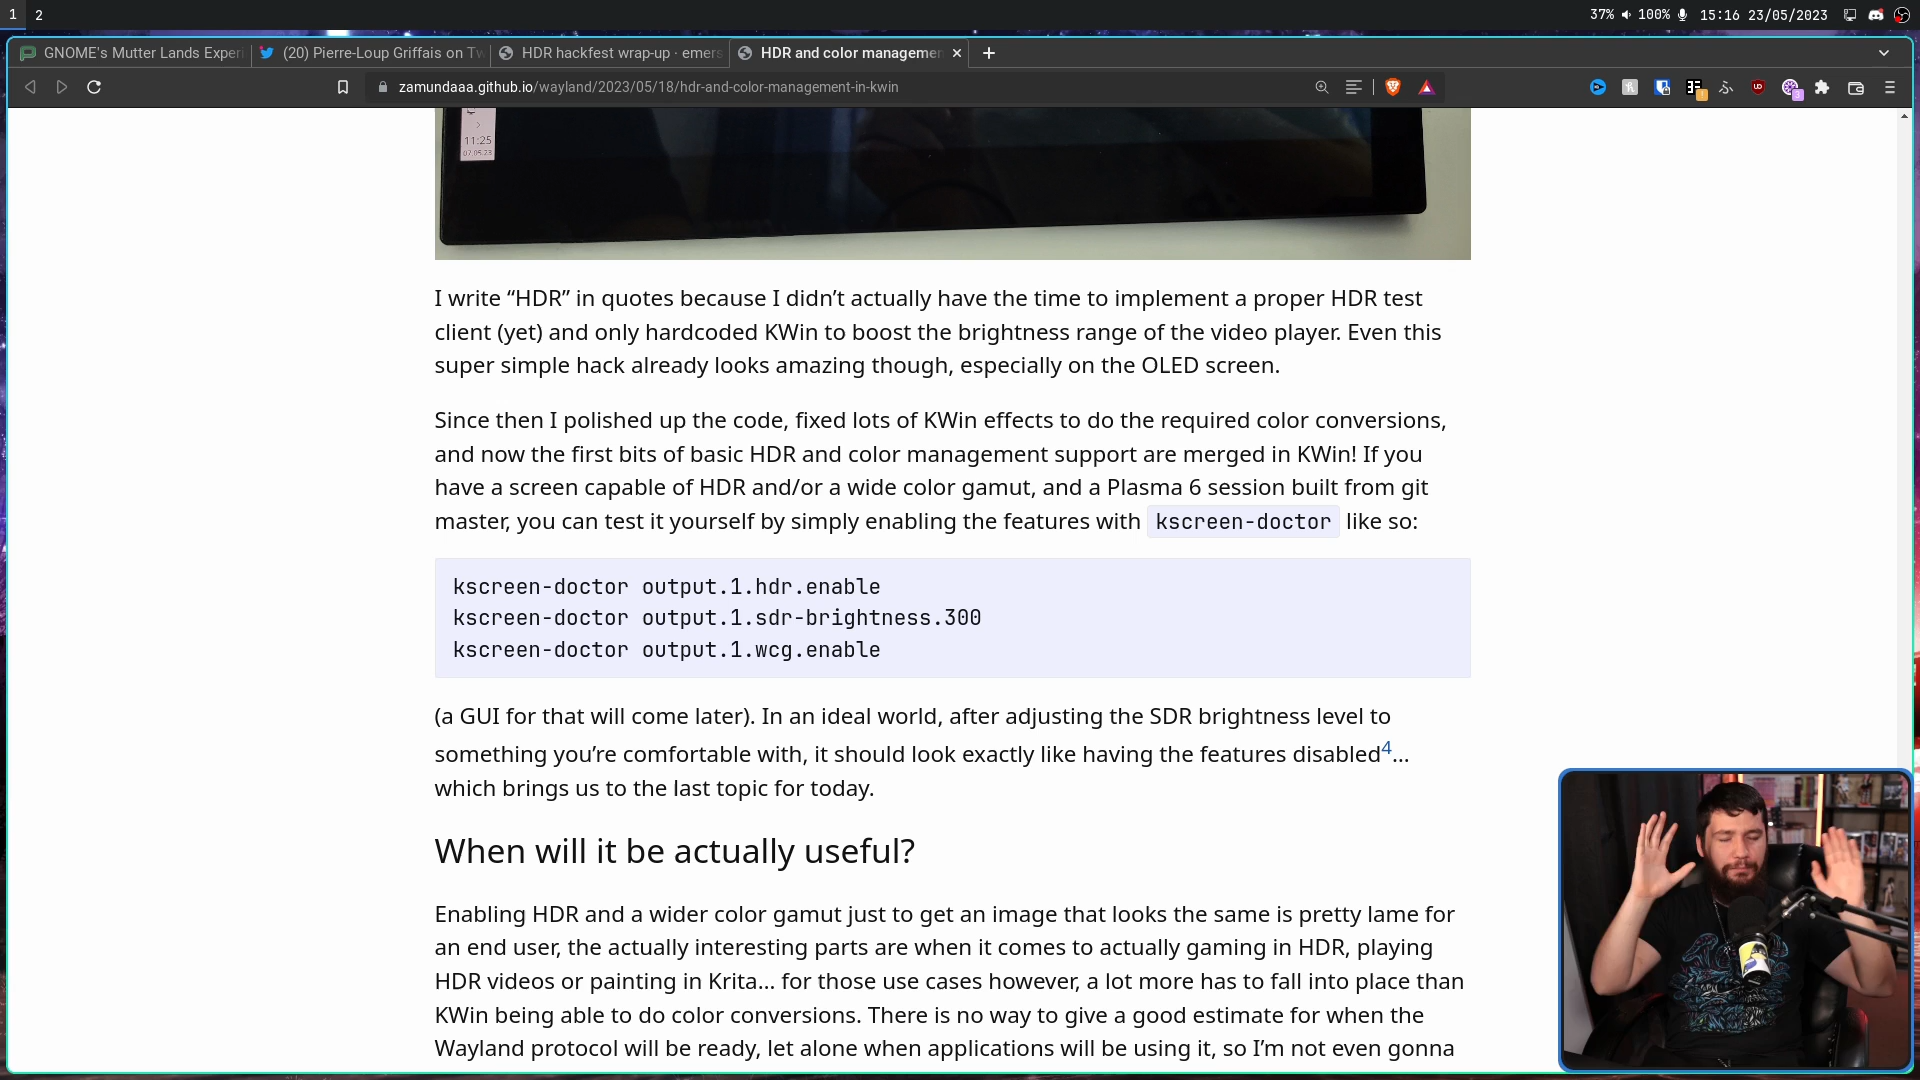 1 2 37% 100% 15:16 23/05/2023
GNOME's Mutter Lands Exper (20) Pierre-Loup Griffais on Tw HDR hackfest wrap-up · emers HDR and color managemen
zamundaaa.github.io/wayland/2023/05/18/hdr-and-color-management-in-kwin
11:25
07.05.23
I write “HDR” in quotes because I didn’t actually have the time to implement a proper HDR test
client (yet) and only hardcoded KWin to boost the brightness range of the video player. Even this
super simple hack already looks amazing though, especially on the OLED screen.
Since then I polished up the code, fixed lots of KWin effects to do the required color conversions,
and now the first bits of basic HDR and color management support are merged in KWin! If you
have a screen capable of HDR and/or a wide color gamut, and a Plasma 6 session built from git
master, you can test it yourself by simply enabling the features with kscreen-doctor like so:
kscreen-doctor output.1.hdr.enable
kscreen-doctor output.1.sdr-brightness.300
kscreen-doctor output.1.wcg.enable
(a GUI for that will come later). In an ideal world, after adjusting the SDR brightness level to
something you’re comfortable with, it should look exactly like having the features disabled4…
which brings us to the last topic for today.
When will it be actually useful?
Enabling HDR and a wider color gamut just to get an image that looks the same is pretty lame for
an end user, the actually interesting parts are when it comes to actually gaming in HDR, playing
HDR videos or painting in Krita… for those use cases however, a lot more has to fall into place than
KWin being able to do color conversions. There is no way to give a good estimate for when the
Wayland protocol will be ready, let alone when applications will be using it, so I’m not even gonna